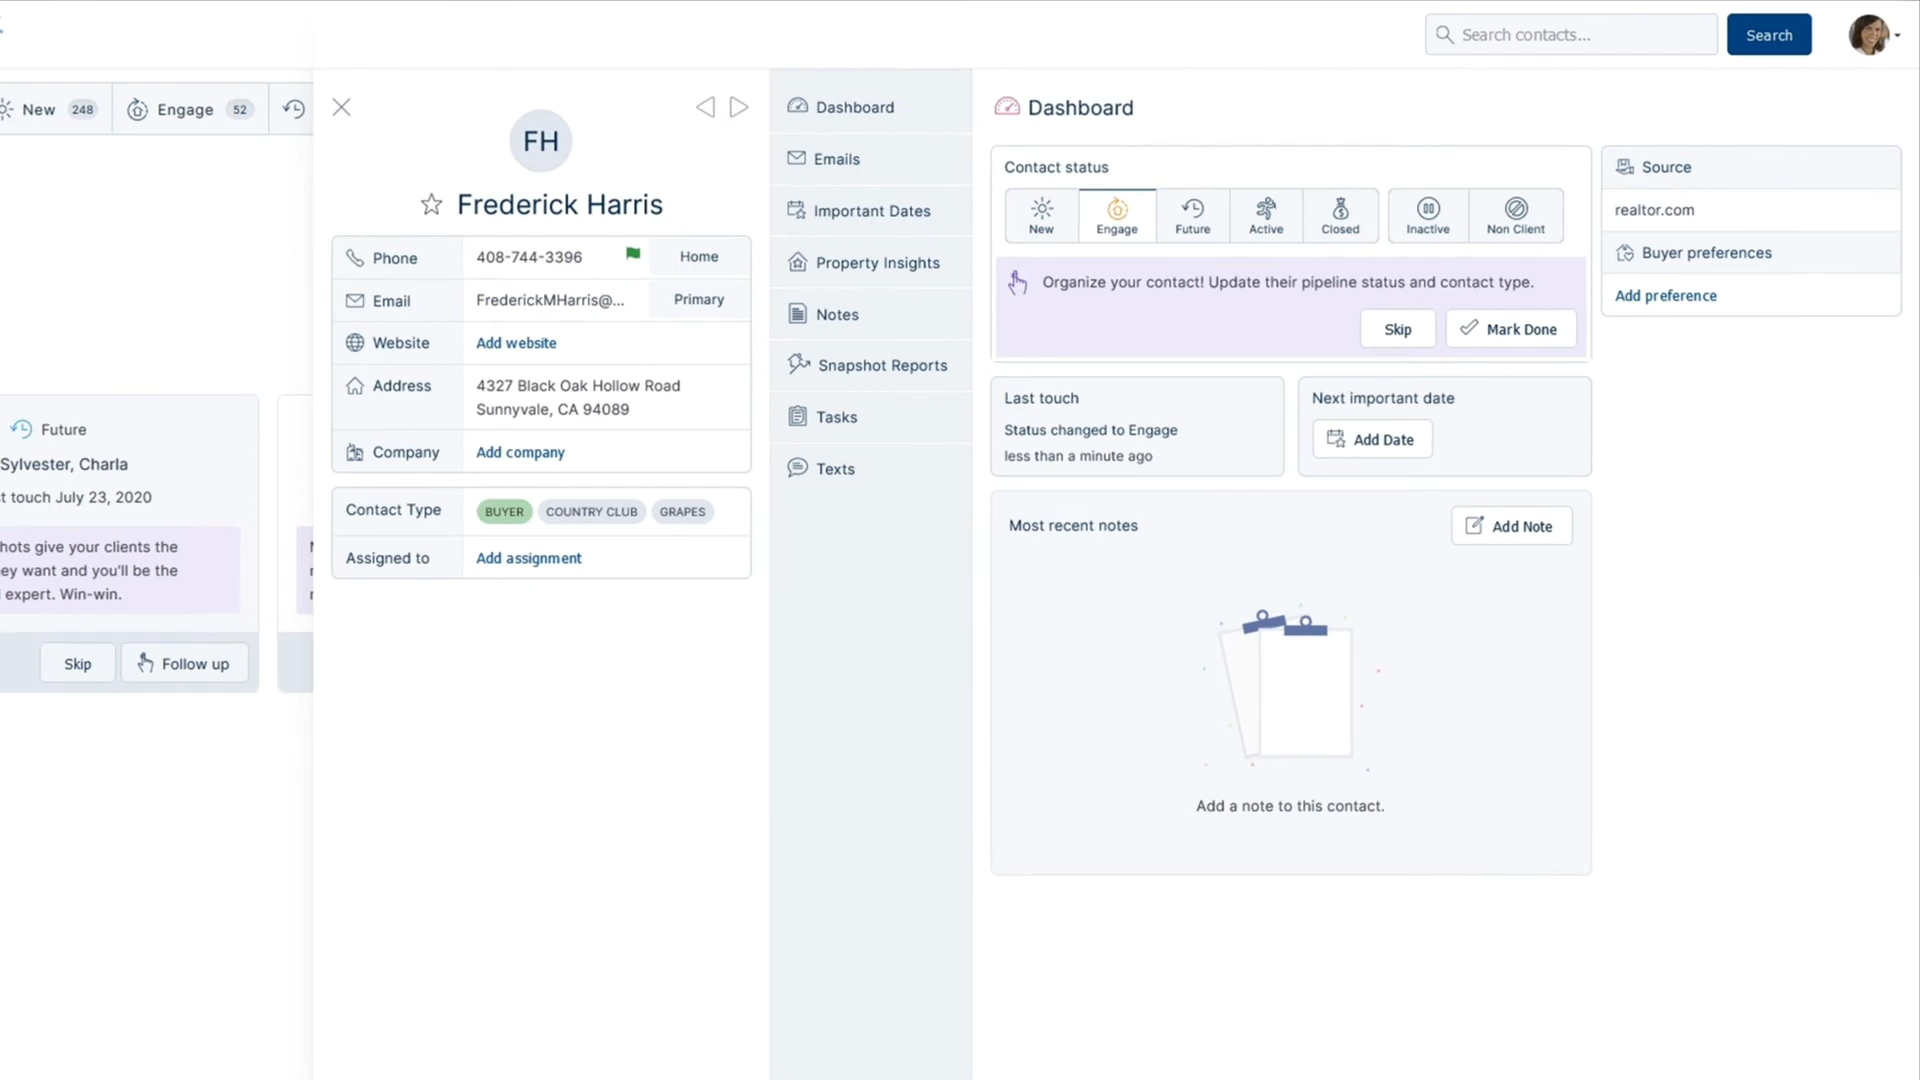 Search contacts...
Search
New 248
Engage 52
Future
Sylvester, Charla
t touch July 23, 2020
hots give your clients the
ey want and you'll be the
expert. Win-win.
Skip
Follow up
FH
Frederick Harris
Phone 408-744-3396 Home
Email FrederickMHarris@... Primary
Website Add website
Address 4327 Black Oak Hollow Road
Sunnyvale, CA 94089
Company Add company
Contact Type BUYER COUNTRY CLUB GRAPES
Assigned to Add assignment
Dashboard
Emails
Important Dates
Property Insights
Notes
Snapshot Reports
Tasks
Texts
Dashboard
Contact status
New Engage Future Active Closed Inactive Non Client
Organize your contact! Update their pipeline status and contact type.
Skip
Mark Done
Last touch
Status changed to Engage
less than a minute ago
Next important date
Add Date
Most recent notes
Add Note
Add a note to this contact.
Source
realtor.com
Buyer preferences
Add preference